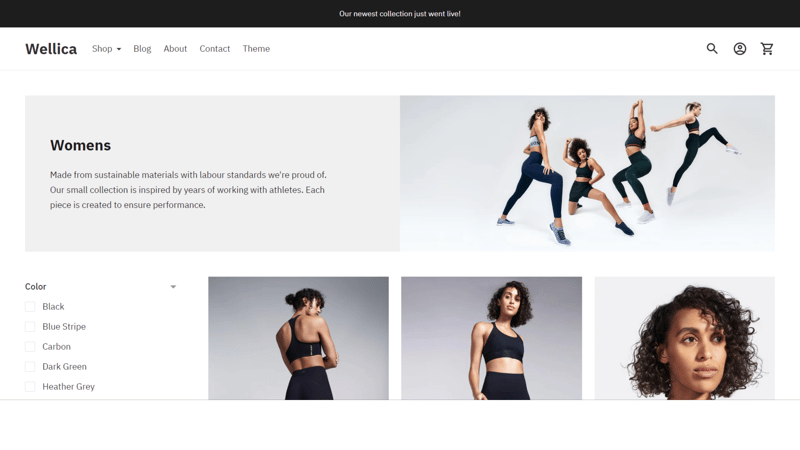 Our newest collection just went live!
Wellica Shop Blog About Contact Theme
Womens
Made from sustainable materials with labour standards we're proud of.
Our small collection is inspired by years of working with athletes. Each
piece is created to ensure performance.
Color
Black
Blue Stripe
Carbon
Dark Green
Heather Grey